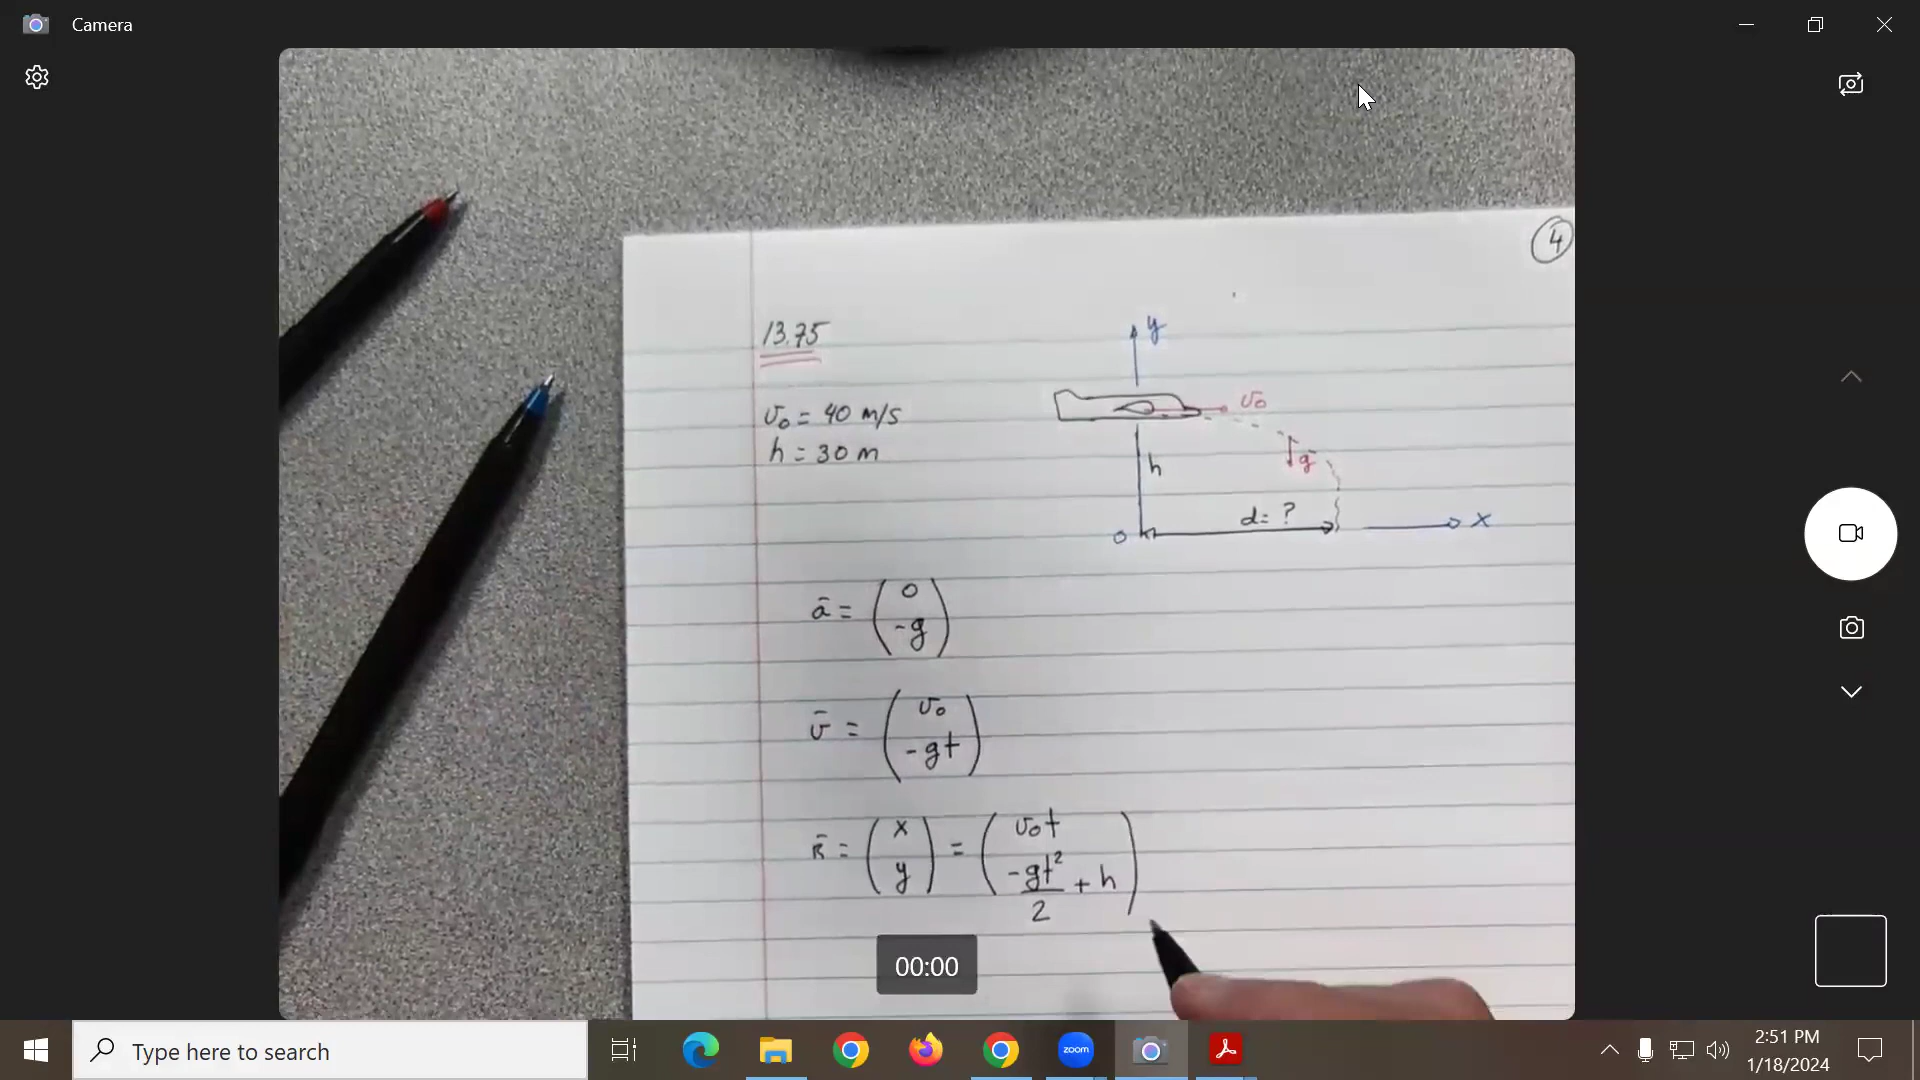 Camera
4
13.75
y
v₀ = 40 m/s
v₀
h = 30 m
h
g
d= ?
0
x
ā = ( 0
-g )
v̄ = ( v₀
-gt )
R̄ = ( x
y ) = ( v₀t
-gt²/2 + h )
00:00
Type here to search
zoom
2:51 PM
1/18/2024